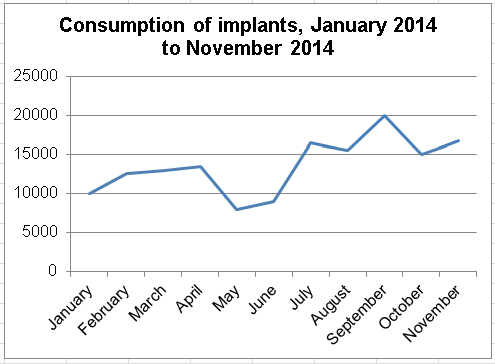 Consumption of implants, January 2014
to November 2014
25000
20000
15000
10000
5000
0
January
February
March
April
May
June
July
August
September
October
November